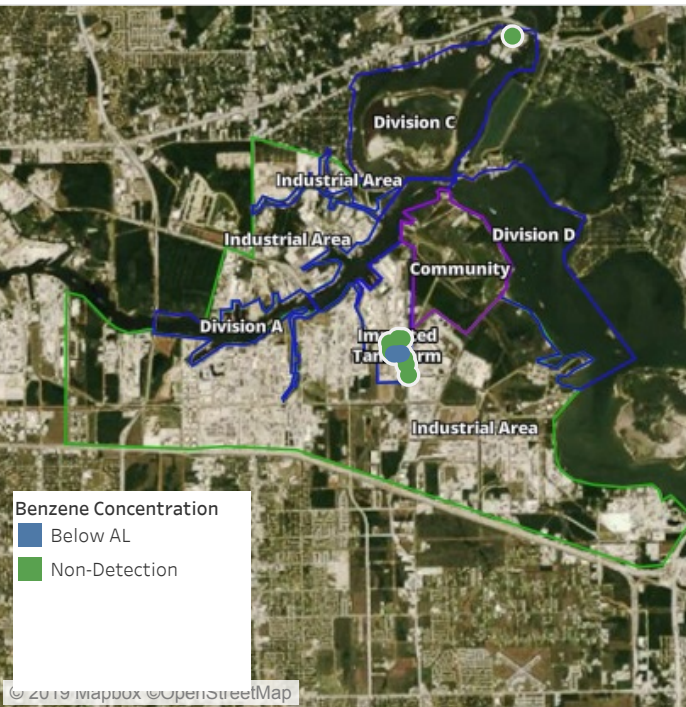 Division C
Industrial Area
Division D
Industrial Area
Community
Division A
Industrial Area
Benzene Concentration
Below AL
Non-Detection
© 2019 Mapbox ©OpenStreetMap